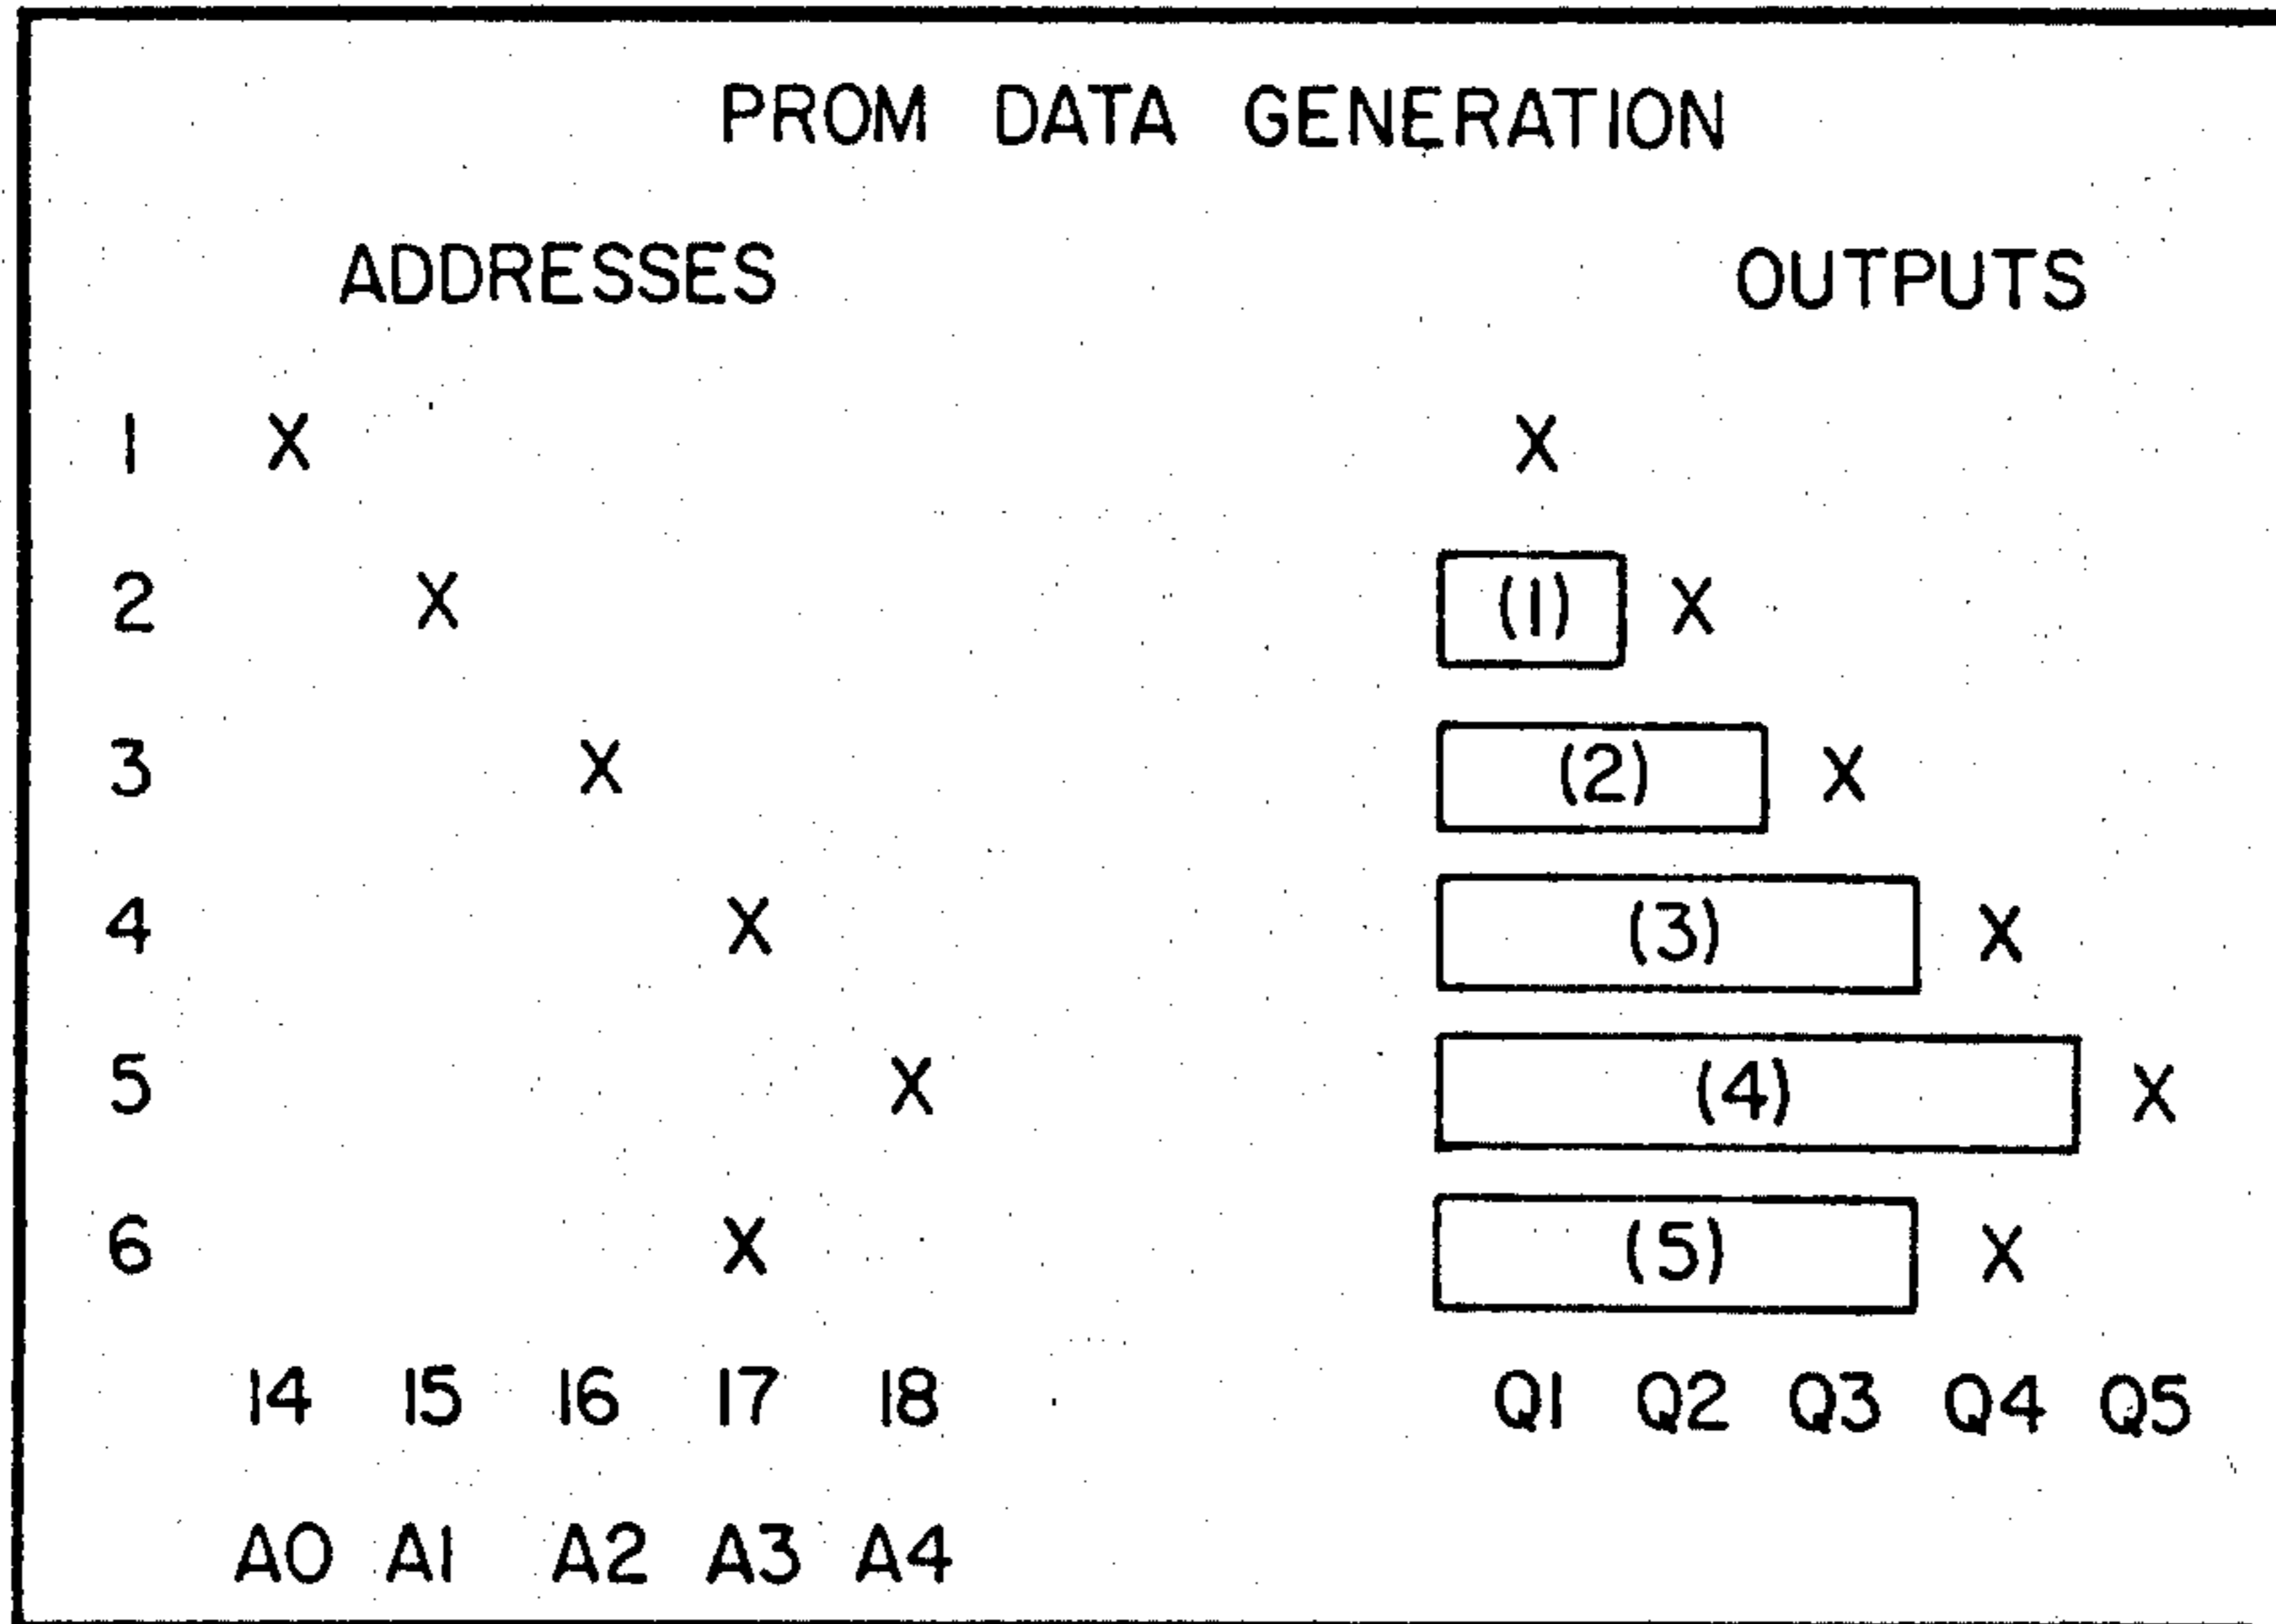 PROM DATA GENERATION
ADDRESSES OUTPUTS
1 X X
2 X (1) X
3 X (2) X
4 X (3) X
5 X (4) X
6 X (5) X
14 15 16 17 18 Q1 Q2 Q3 Q4 Q5
A0 A1 A2 A3 A4